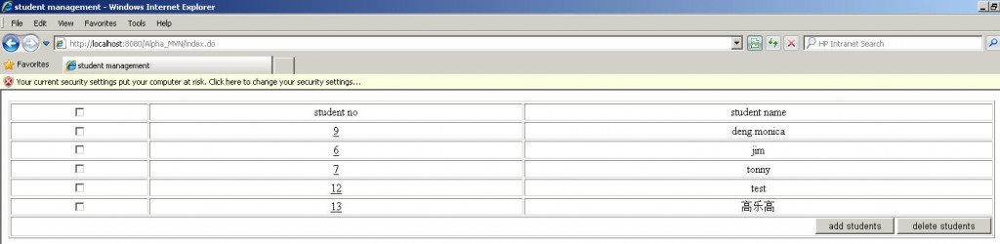 student management - Windows Internet Explorer
File Edit View Favorites Tools Help
http://localhost:8080/Alpha_MVN/index.do HP Intranet Search
Favorites student management
Your current security settings put your computer at risk. Click here to change your security settings...
student no student name
9 deng.monica
6 jim
7 tonny
12 test
13 高乐高
add students delete students